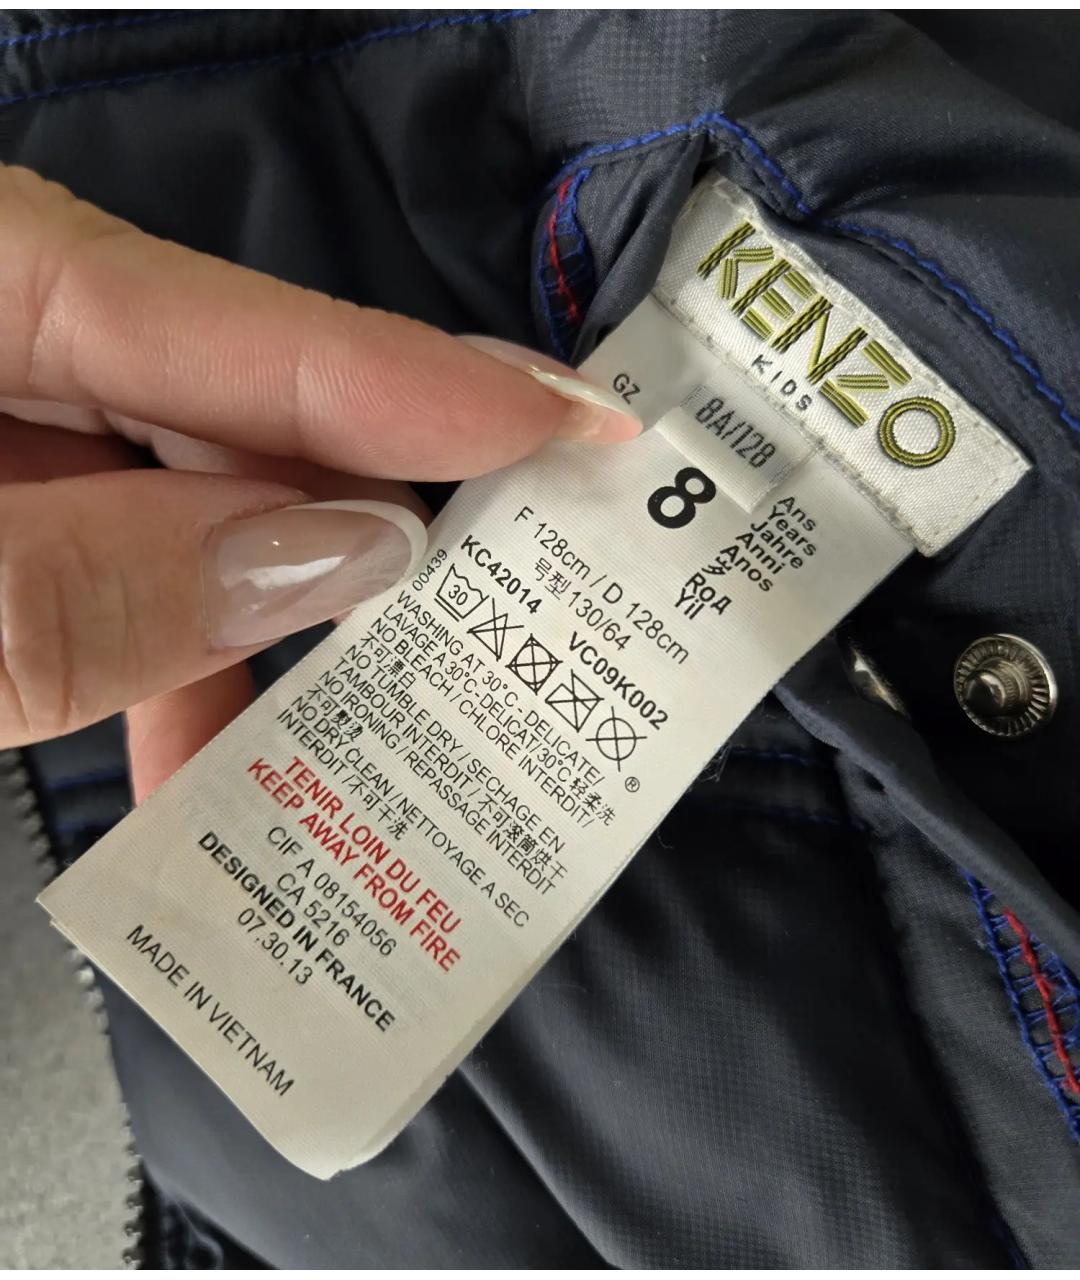 KENZO
KIDS
GZ
8A/128
8
Ans
Years
Jahre
Anni
Anos
岁
Год
Yil
F 128cm / D 128cm
号型 130/64
KC42014 VC09K002
00439
30
®
WASHING AT 30°C - DELICATE/
LAVAGE A 30°C- DELICAT/30°C 轻柔洗
NO BLEACH / CHLORE INTERDIT/
不可漂白
NO TUMBLE DRY / SECHAGE EN
TAMBOUR INTERDIT / 不可滚筒烘干
NO IRONING / REPASSAGE INTERDIT
不可熨烫
NO DRY CLEAN / NETTOYAGE A SEC
INTERDIT / 不可干洗
TENIR LOIN DU FEU
KEEP AWAY FROM FIRE
CIF A 08154056
CA 5216
DESIGNED IN FRANCE
07.30.13
MADE IN VIETNAM